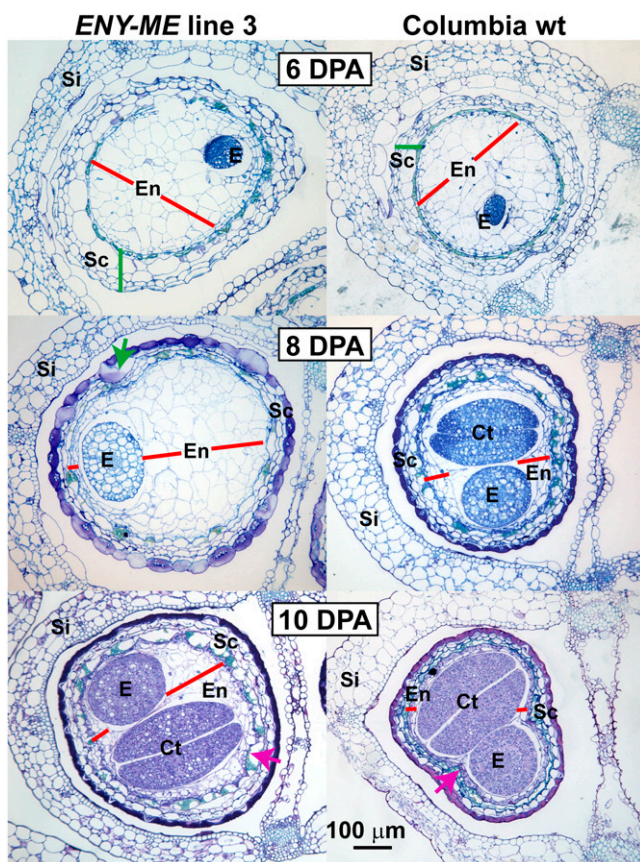 ENY-ME line 3 Columbia wt
6 DPA
Si Si
Sc
E
En En
Sc E
8 DPA
Si
Sc Ct
E En Sc En
E
Si
10 DPA
Sc
E En Si En Ct Sc
Ct E
100 μm